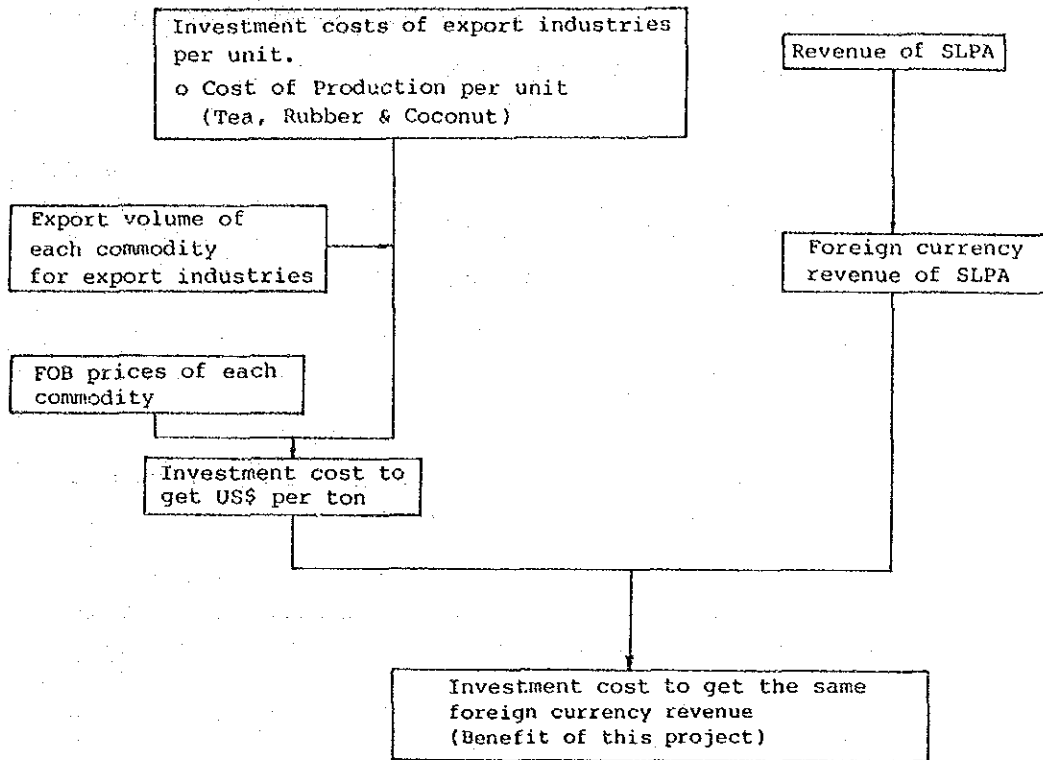 Investment costs of export industries
per unit.
o Cost of Production per unit
(Tea, Rubber & Coconut)
Revenue of SLPA
Export volume of
each commodity
for export industries
Foreign currency
revenue of SLPA
FOB prices of each
commodity
Investment cost to
get US$ per ton
Investment cost to get the same
foreign currency revenue
(Benefit of this project)